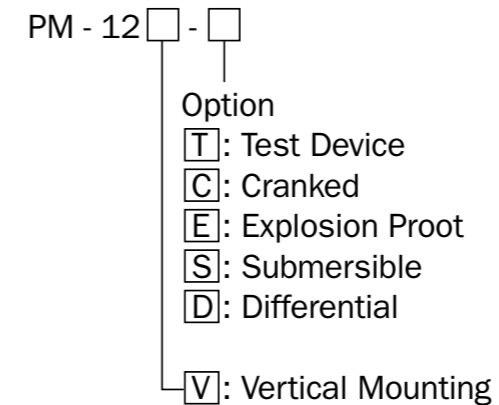 PM - 12□ - □
Option
T : Test Device
C : Cranked
E : Explosion Proot
S : Submersible
D : Differential
V : Vertical Mounting